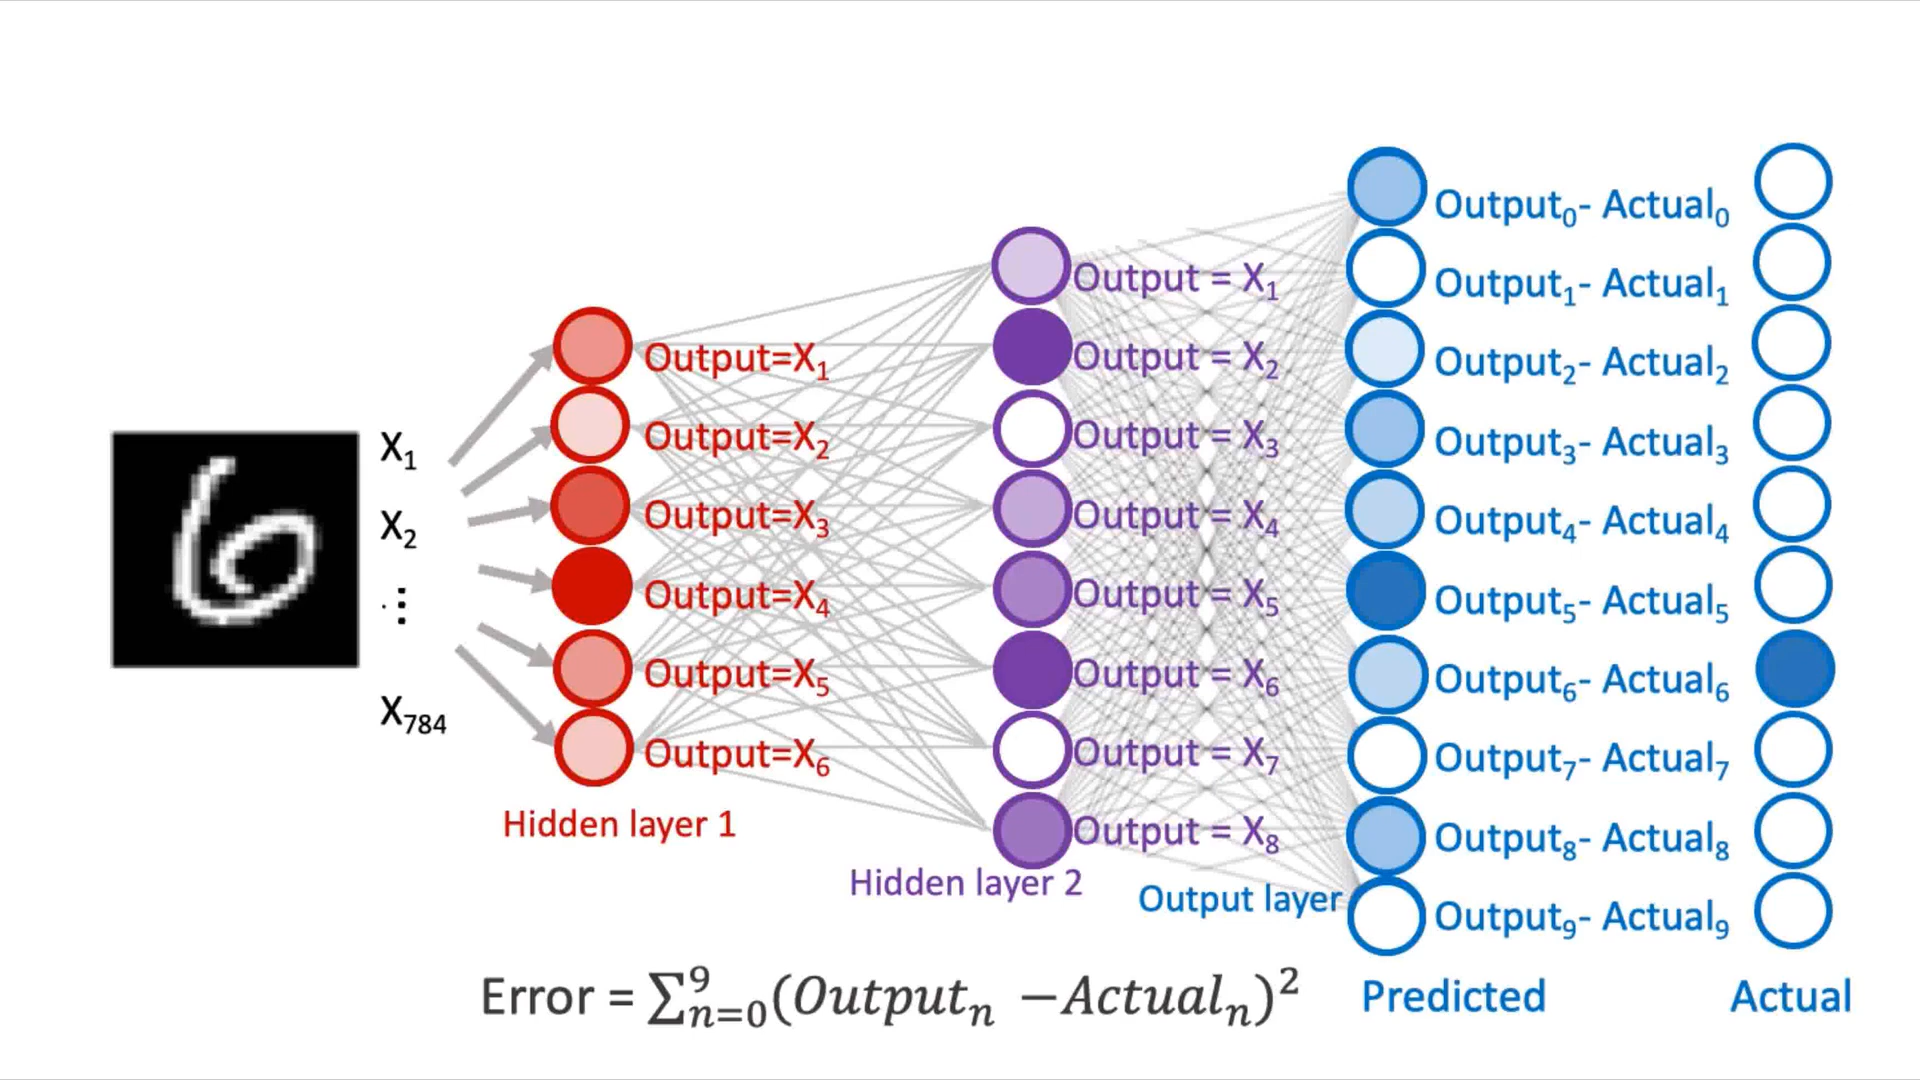 X₁
X₂
⋮
X₇₈₄
Output=X₁
Output=X₂
Output=X₃
Output=X₄
Output=X₅
Output=X₆
Hidden layer 1
Output = X₁
Output = X₂
Output = X₃
Output = X₄
Output = X₅
Output = X₆
Output = X₇
Output = X₈
Hidden layer 2
Output₀- Actual₀
Output₁- Actual₁
Output₂- Actual₂
Output₃- Actual₃
Output₄- Actual₄
Output₅- Actual₅
Output₆- Actual₆
Output₇- Actual₇
Output₈- Actual₈
Output₉- Actual₉
Output layer
Predicted
Actual
Error = ∑⁹ₙ₌₀(Outputₙ −Actualₙ)²